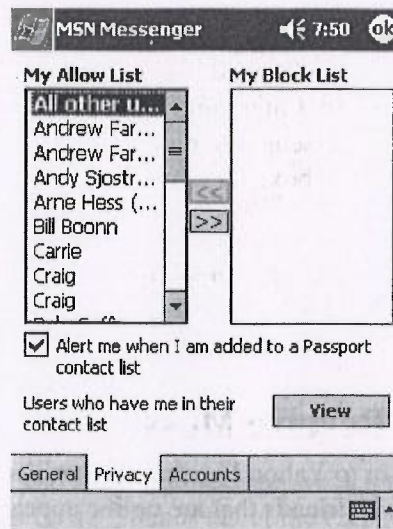 MSN Messenger 7:50 ok
My Allow List My Block List
All other u...
Andrew Far...
Andrew Far...
Andy Sjostr...
Arne Hess (...
<<
Bill Boonn
>>
Carrie
Craig
Craig
Alert me when I am added to a Passport
contact list
Users who have me in their
contact list
View
General Privacy Accounts